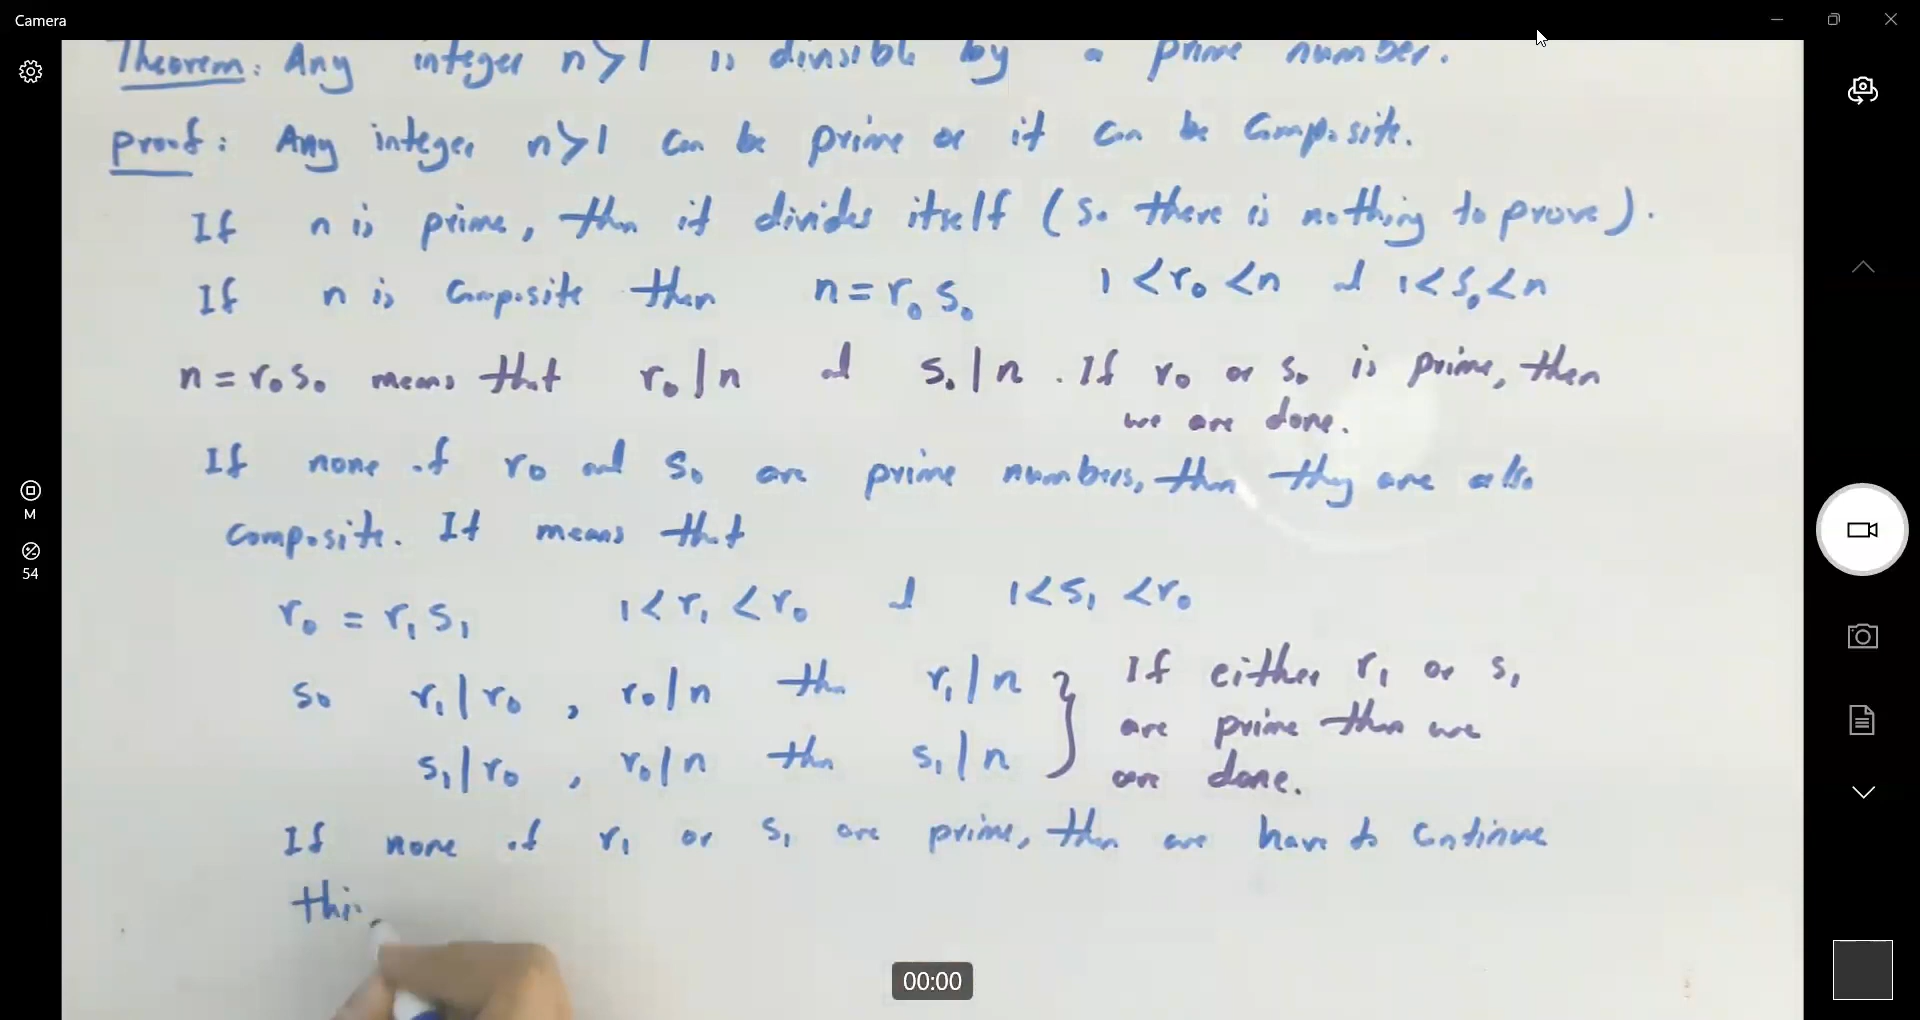 Camera
Theorem: Any integer n>1 is divisible by a prime number.
Proof: Any integer n>1 can be prime or it can be Composite.
If n is prime, then it divides itself (so there is nothing to prove).
If n is Composite then n = r₀ s₀ 1 < r₀ < n and 1 < s₀ < n
n = r₀s₀ means that r₀|n and s₀|n. If r₀ or s₀ is prime, then
we are done.
If none of r₀ and s₀ are prime numbers, then they are also
composite. It means that
r₀ = r₁ s₁ 1 < r₁ < r₀ and 1 < s₁ < r₀
so r₁|r₀, r₀|n then r₁|n
s₁|r₀, r₀|n then s₁|n
If either r₁ or s₁
are prime then we
are done.
If none of r₁ or s₁ are prime, then we have to Continue
this
M
54
00:00